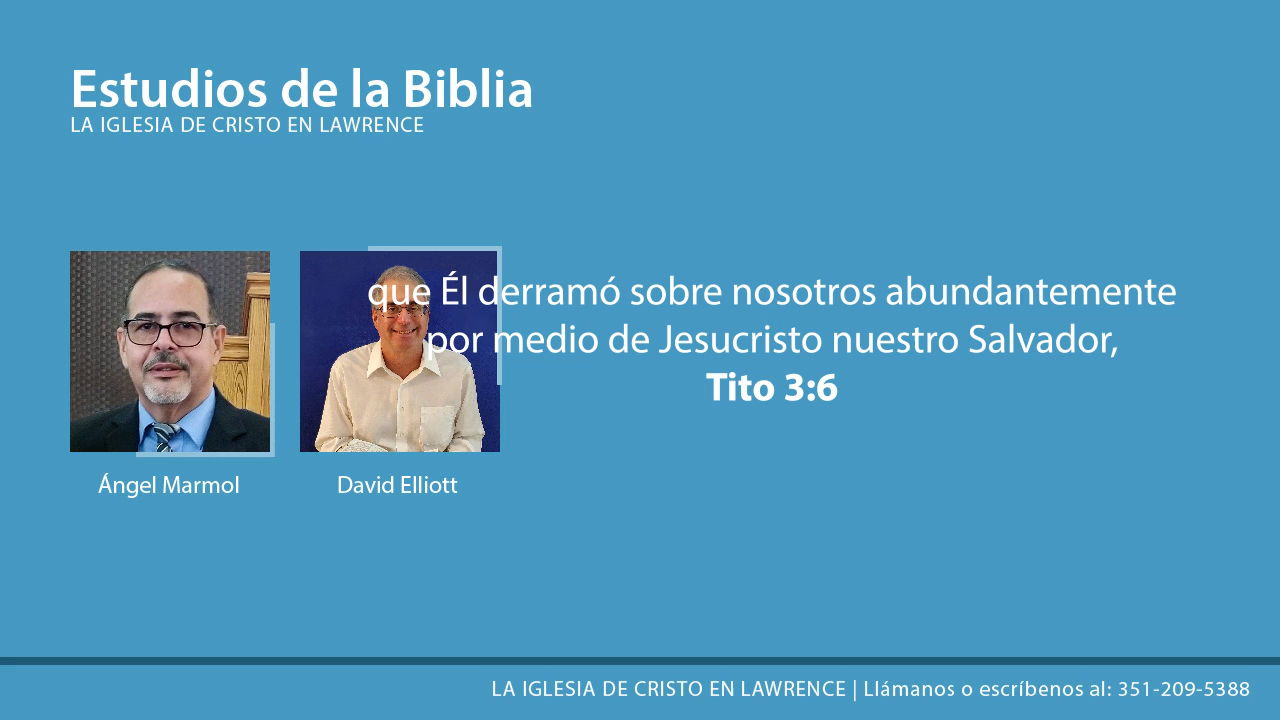 Estudios de la Biblia
LA IGLESIA DE CRISTO EN LAWRENCE
que Él derramó sobre nosotros abundantemente
por medio de Jesucristo nuestro Salvador,
Tito 3:6
Ángel Marmol
David Elliott
LA IGLESIA DE CRISTO EN LAWRENCE | Llámanos o escríbenos al: 351-209-5388